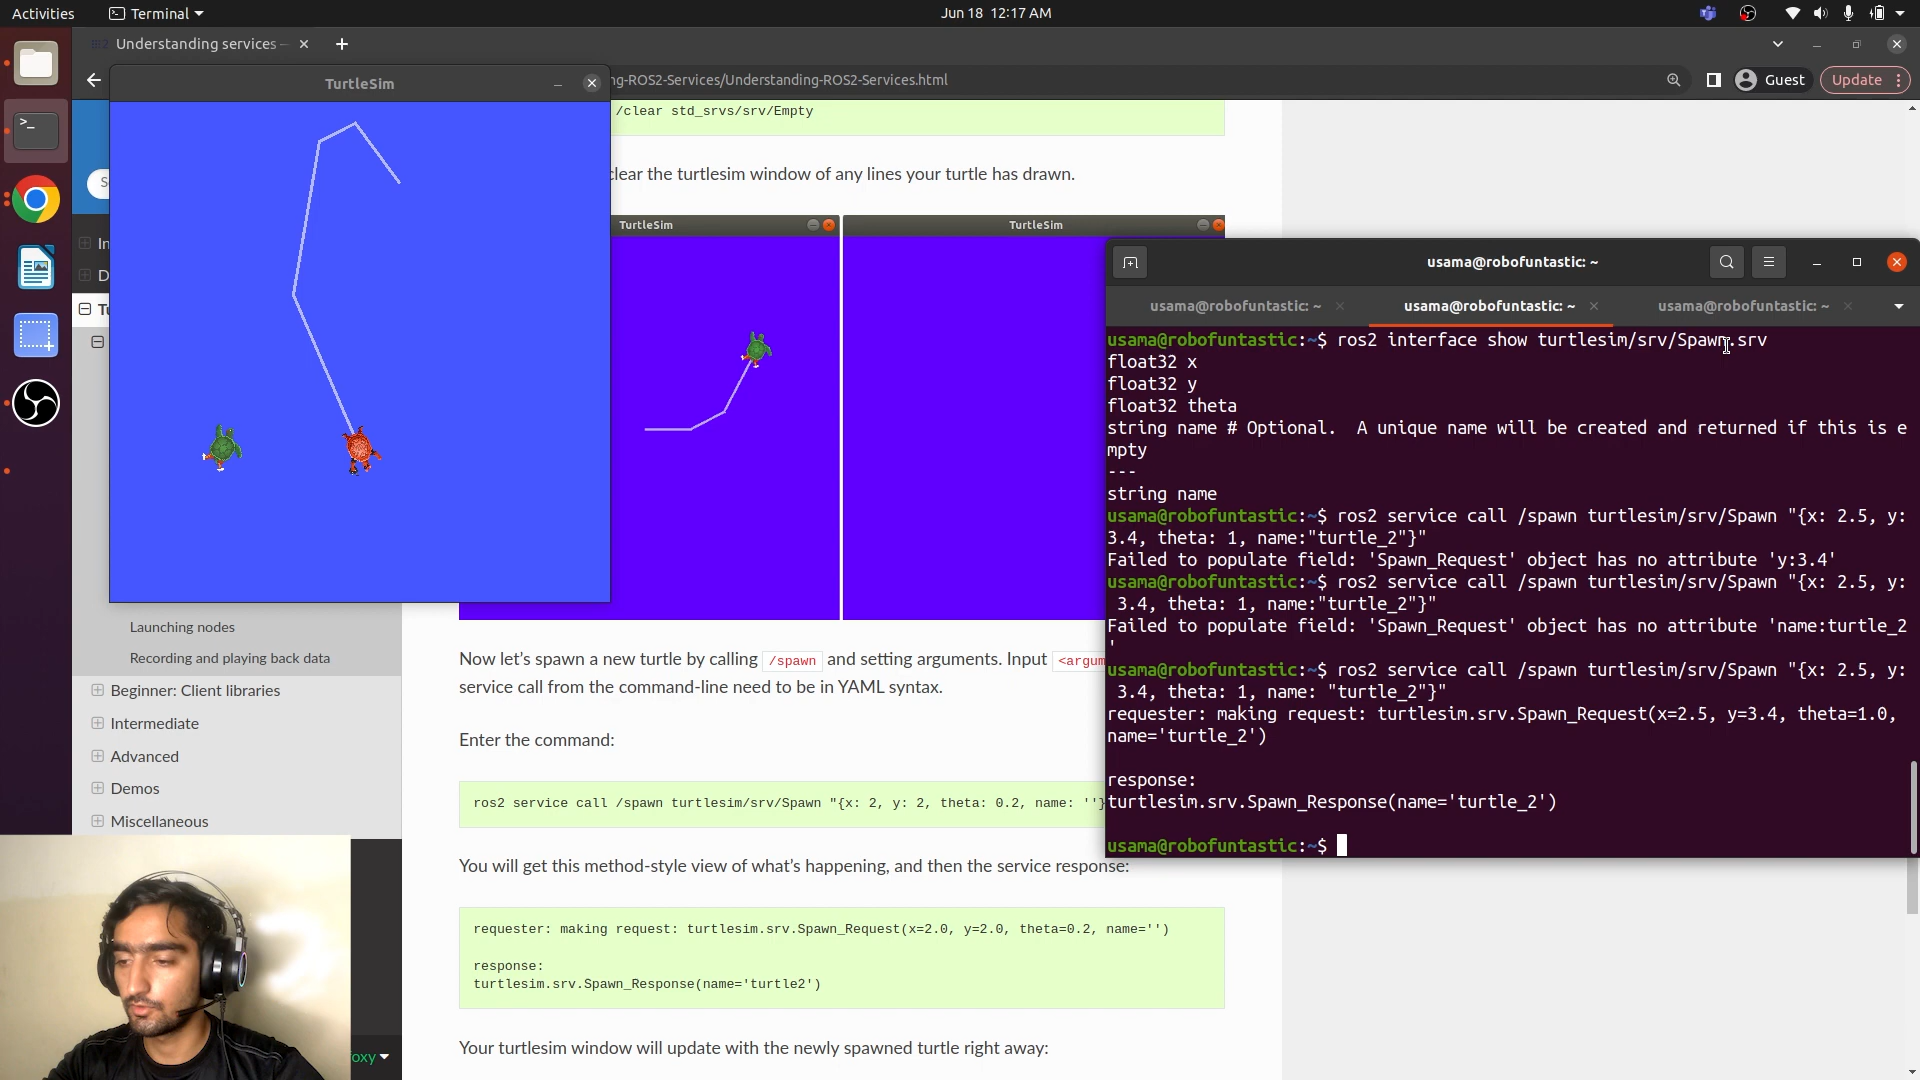 Activities
Terminal
Jun 18 12:17 AM
Understanding services -
TurtleSim
ng-ROS2-Services/Understanding-ROS2-Services.html
Guest
Update
/clear std_srvs/srv/Empty
clear the turtlesim window of any lines your turtle has drawn.
TurtleSim
TurtleSim
Launching nodes
Recording and playing back data
Beginner: Client libraries
Intermediate
Advanced
Demos
Miscellaneous
oxy
Now let's spawn a new turtle by calling /spawn and setting arguments. Input <argum
service call from the command-line need to be in YAML syntax.
Enter the command:
ros2 service call /spawn turtlesim/srv/Spawn "{x: 2, y: 2, theta: 0.2, name: ''}
You will get this method-style view of what's happening, and then the service response:
requester: making request: turtlesim.srv.Spawn_Request(x=2.0, y=2.0, theta=0.2, name='')
response:
turtlesim.srv.Spawn_Response(name='turtle2')
Your turtlesim window will update with the newly spawned turtle right away:
usama@robofuntastic: ~
usama@robofuntastic: ~
usama@robofuntastic: ~
usama@robofuntastic: ~
usama@robofuntastic:~$ ros2 interface show turtlesim/srv/Spawn.srv
float32 x
float32 y
float32 theta
string name # Optional.  A unique name will be created and returned if this is e
mpty
---
string name
usama@robofuntastic:~$ ros2 service call /spawn turtlesim/srv/Spawn "{x: 2.5, y:
3.4, theta: 1, name:"turtle_2"}"
Failed to populate field: 'Spawn_Request' object has no attribute 'y:3.4'
usama@robofuntastic:~$ ros2 service call /spawn turtlesim/srv/Spawn "{x: 2.5, y:
 3.4, theta: 1, name:"turtle_2"}"
Failed to populate field: 'Spawn_Request' object has no attribute 'name:turtle_2
'
usama@robofuntastic:~$ ros2 service call /spawn turtlesim/srv/Spawn "{x: 2.5, y:
 3.4, theta: 1, name: "turtle_2"}"
requester: making request: turtlesim.srv.Spawn_Request(x=2.5, y=3.4, theta=1.0,
name='turtle_2')
response:
turtlesim.srv.Spawn_Response(name='turtle_2')
usama@robofuntastic:~$